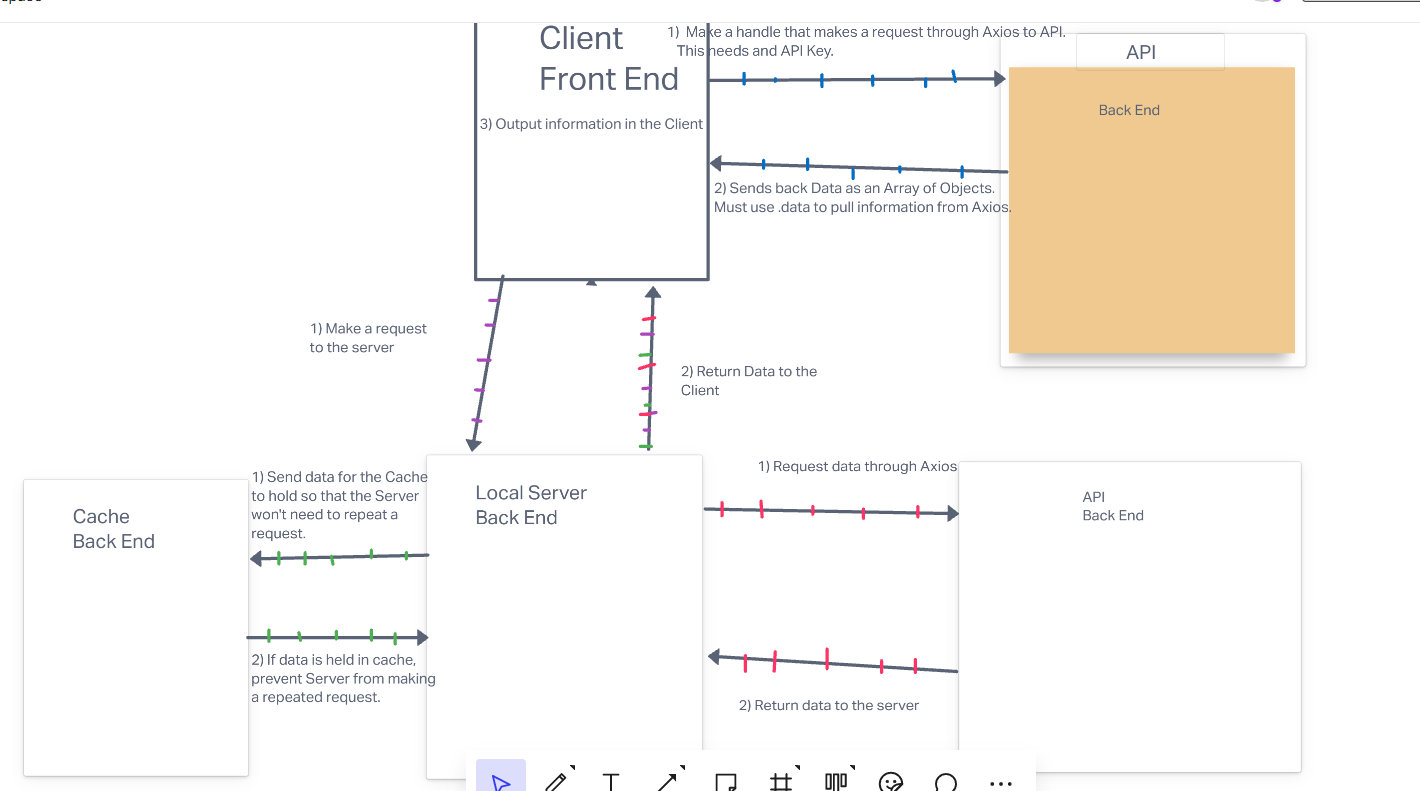 Client
Front End
3) Output information in the Client
1) Make a handle that makes a request through Axios to API.
This needs and API Key.
API
Back End
2) Sends back Data as an Array of Objects.
Must use .data to pull information from Axios.
1) Make a request
to the server
2) Return Data to the
Client
1) Send data for the Cache
to hold so that the Server
won't need to repeat a
request.
Cache
Back End
2) If data is held in cache,
prevent Server from making
a repeated request.
Local Server
Back End
1) Request data through Axios
API
Back End
2) Return data to the server